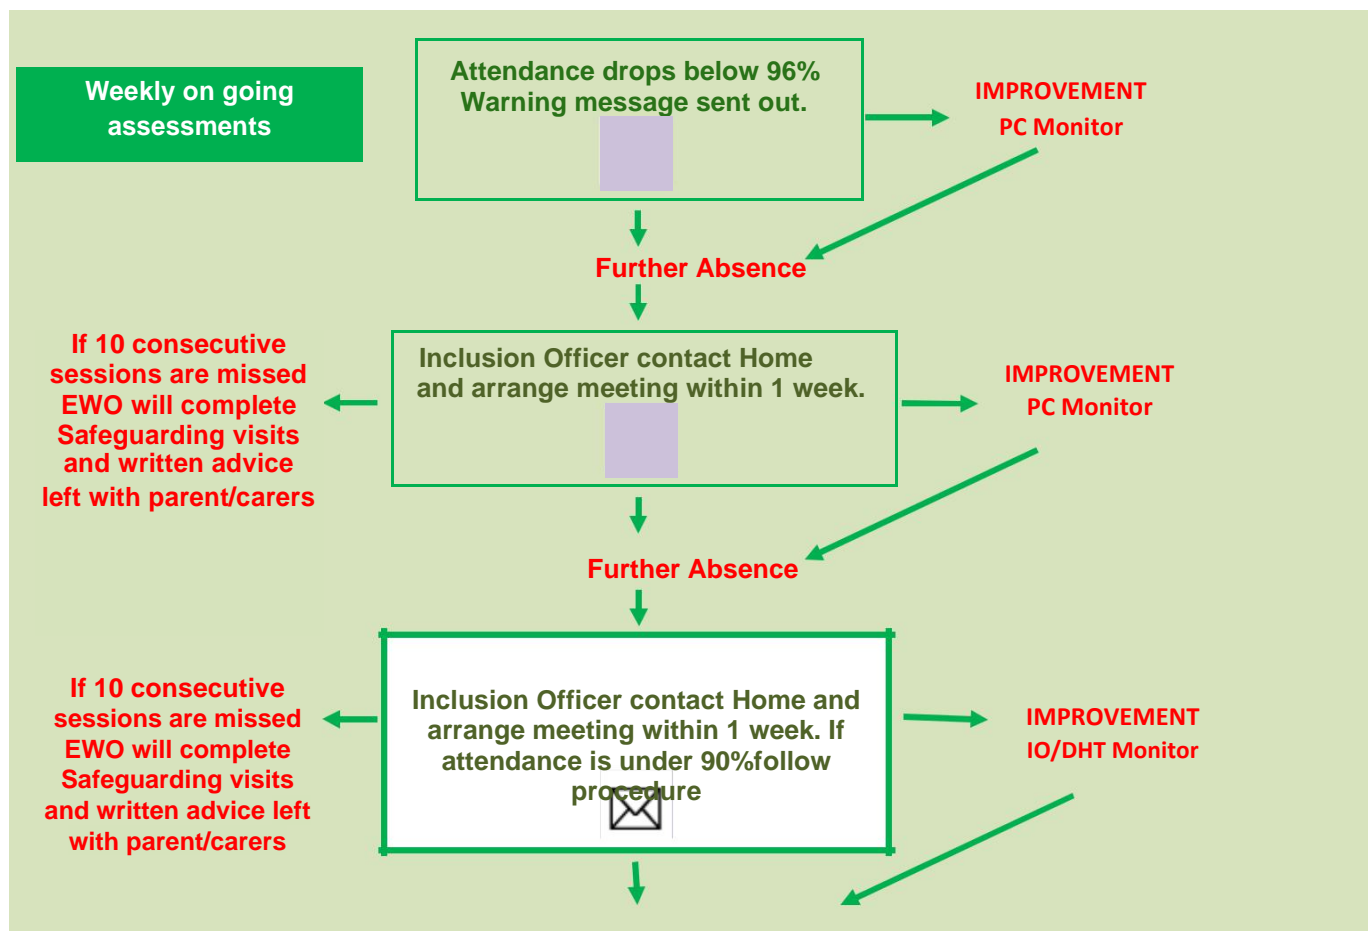 Weekly on going
assessments
Attendance drops below 96%
Warning message sent out.
IMPROVEMENT
PC Monitor
Further Absence
If 10 consecutive
sessions are missed
EWO will complete
Safeguarding visits
and written advice
left with parent/carers
Inclusion Officer contact Home
and arrange meeting within 1 week.
IMPROVEMENT
PC Monitor
Further Absence
If 10 consecutive
sessions are missed
EWO will complete
Safeguarding visits
and written advice left
with parent/carers
Inclusion Officer contact Home and
arrange meeting within 1 week. If
attendance is under 90%follow
procedure
IMPROVEMENT
IO/DHT Monitor